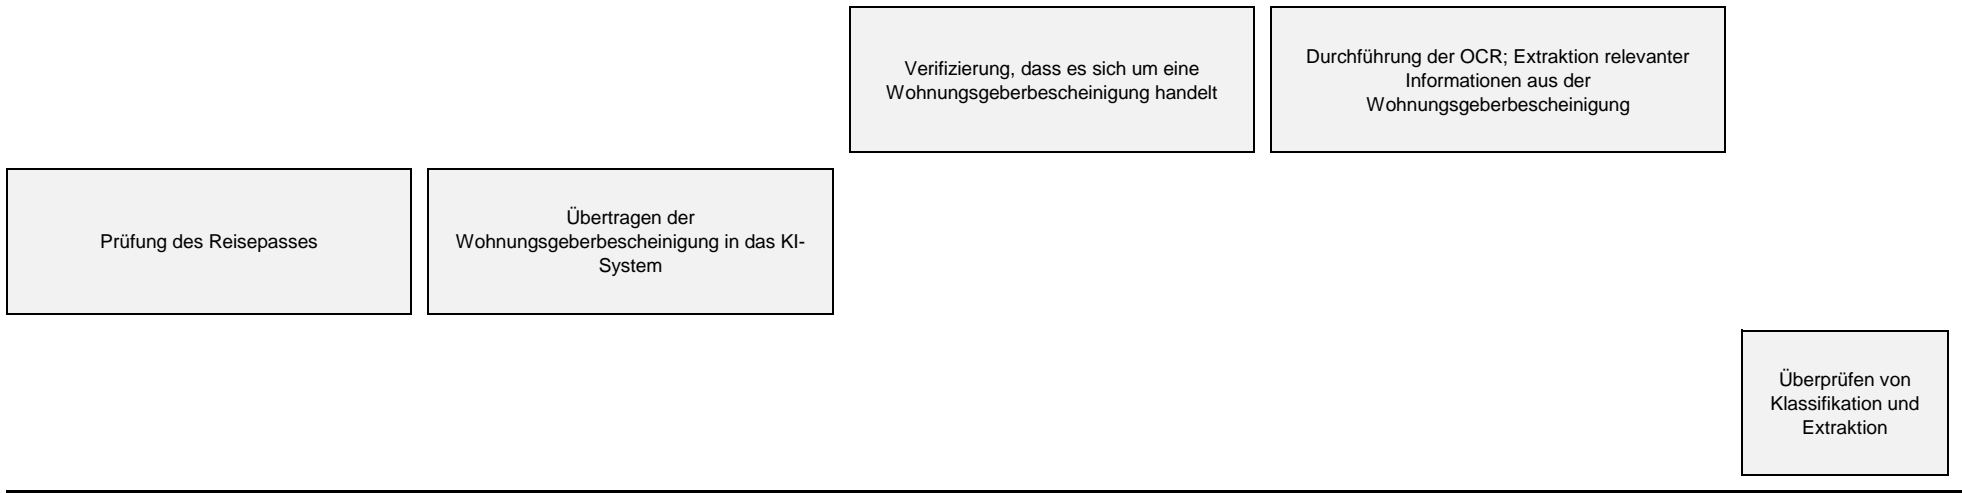 Verifizierung, dass es sich um eine
Wohnungsgeberbescheinigung handelt
Durchführung der OCR; Extraktion relevanter
Informationen aus der
Wohnungsgeberbescheinigung
Prüfung des Reisepasses
Übertragen der
Wohnungsgeberbescheinigung in das KI-
System
Überprüfen von
Klassifikation und
Extraktion